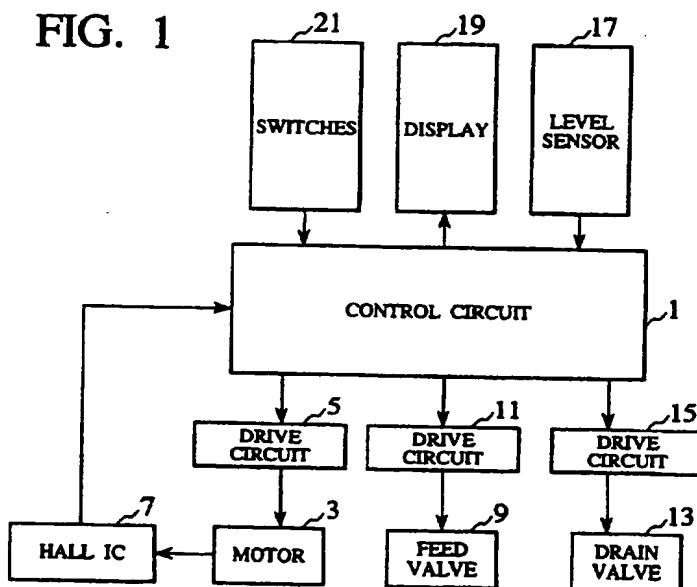 FIG. 1
21
19
17
SWITCHES
DISPLAY
LEVEL
SENSOR
CONTROL CIRCUIT
1
5
11
15
DRIVE
CIRCUIT
DRIVE
CIRCUIT
DRIVE
CIRCUIT
7
3
9
13
HALL IC
MOTOR
FEED
VALVE
DRAIN
VALVE